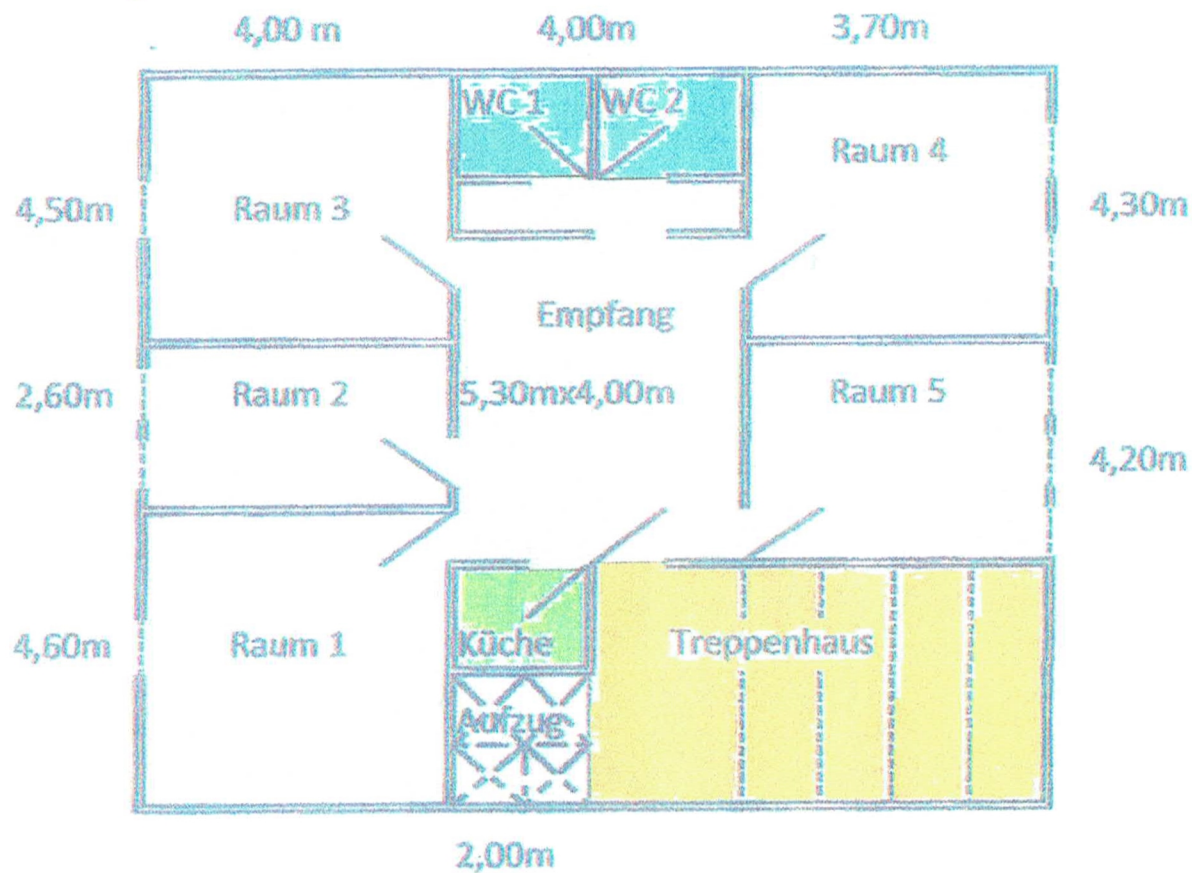 4,00 m 4,00m 3,70m
WC 1 WC 2
Raum 4
4,50m Raum 3 4,30m
Empfang
2,60m Raum 2 5,30mx4,00m Raum 5
4,20m
4,60m Raum 1 Küche Treppenhaus
Aufzug
2,00m